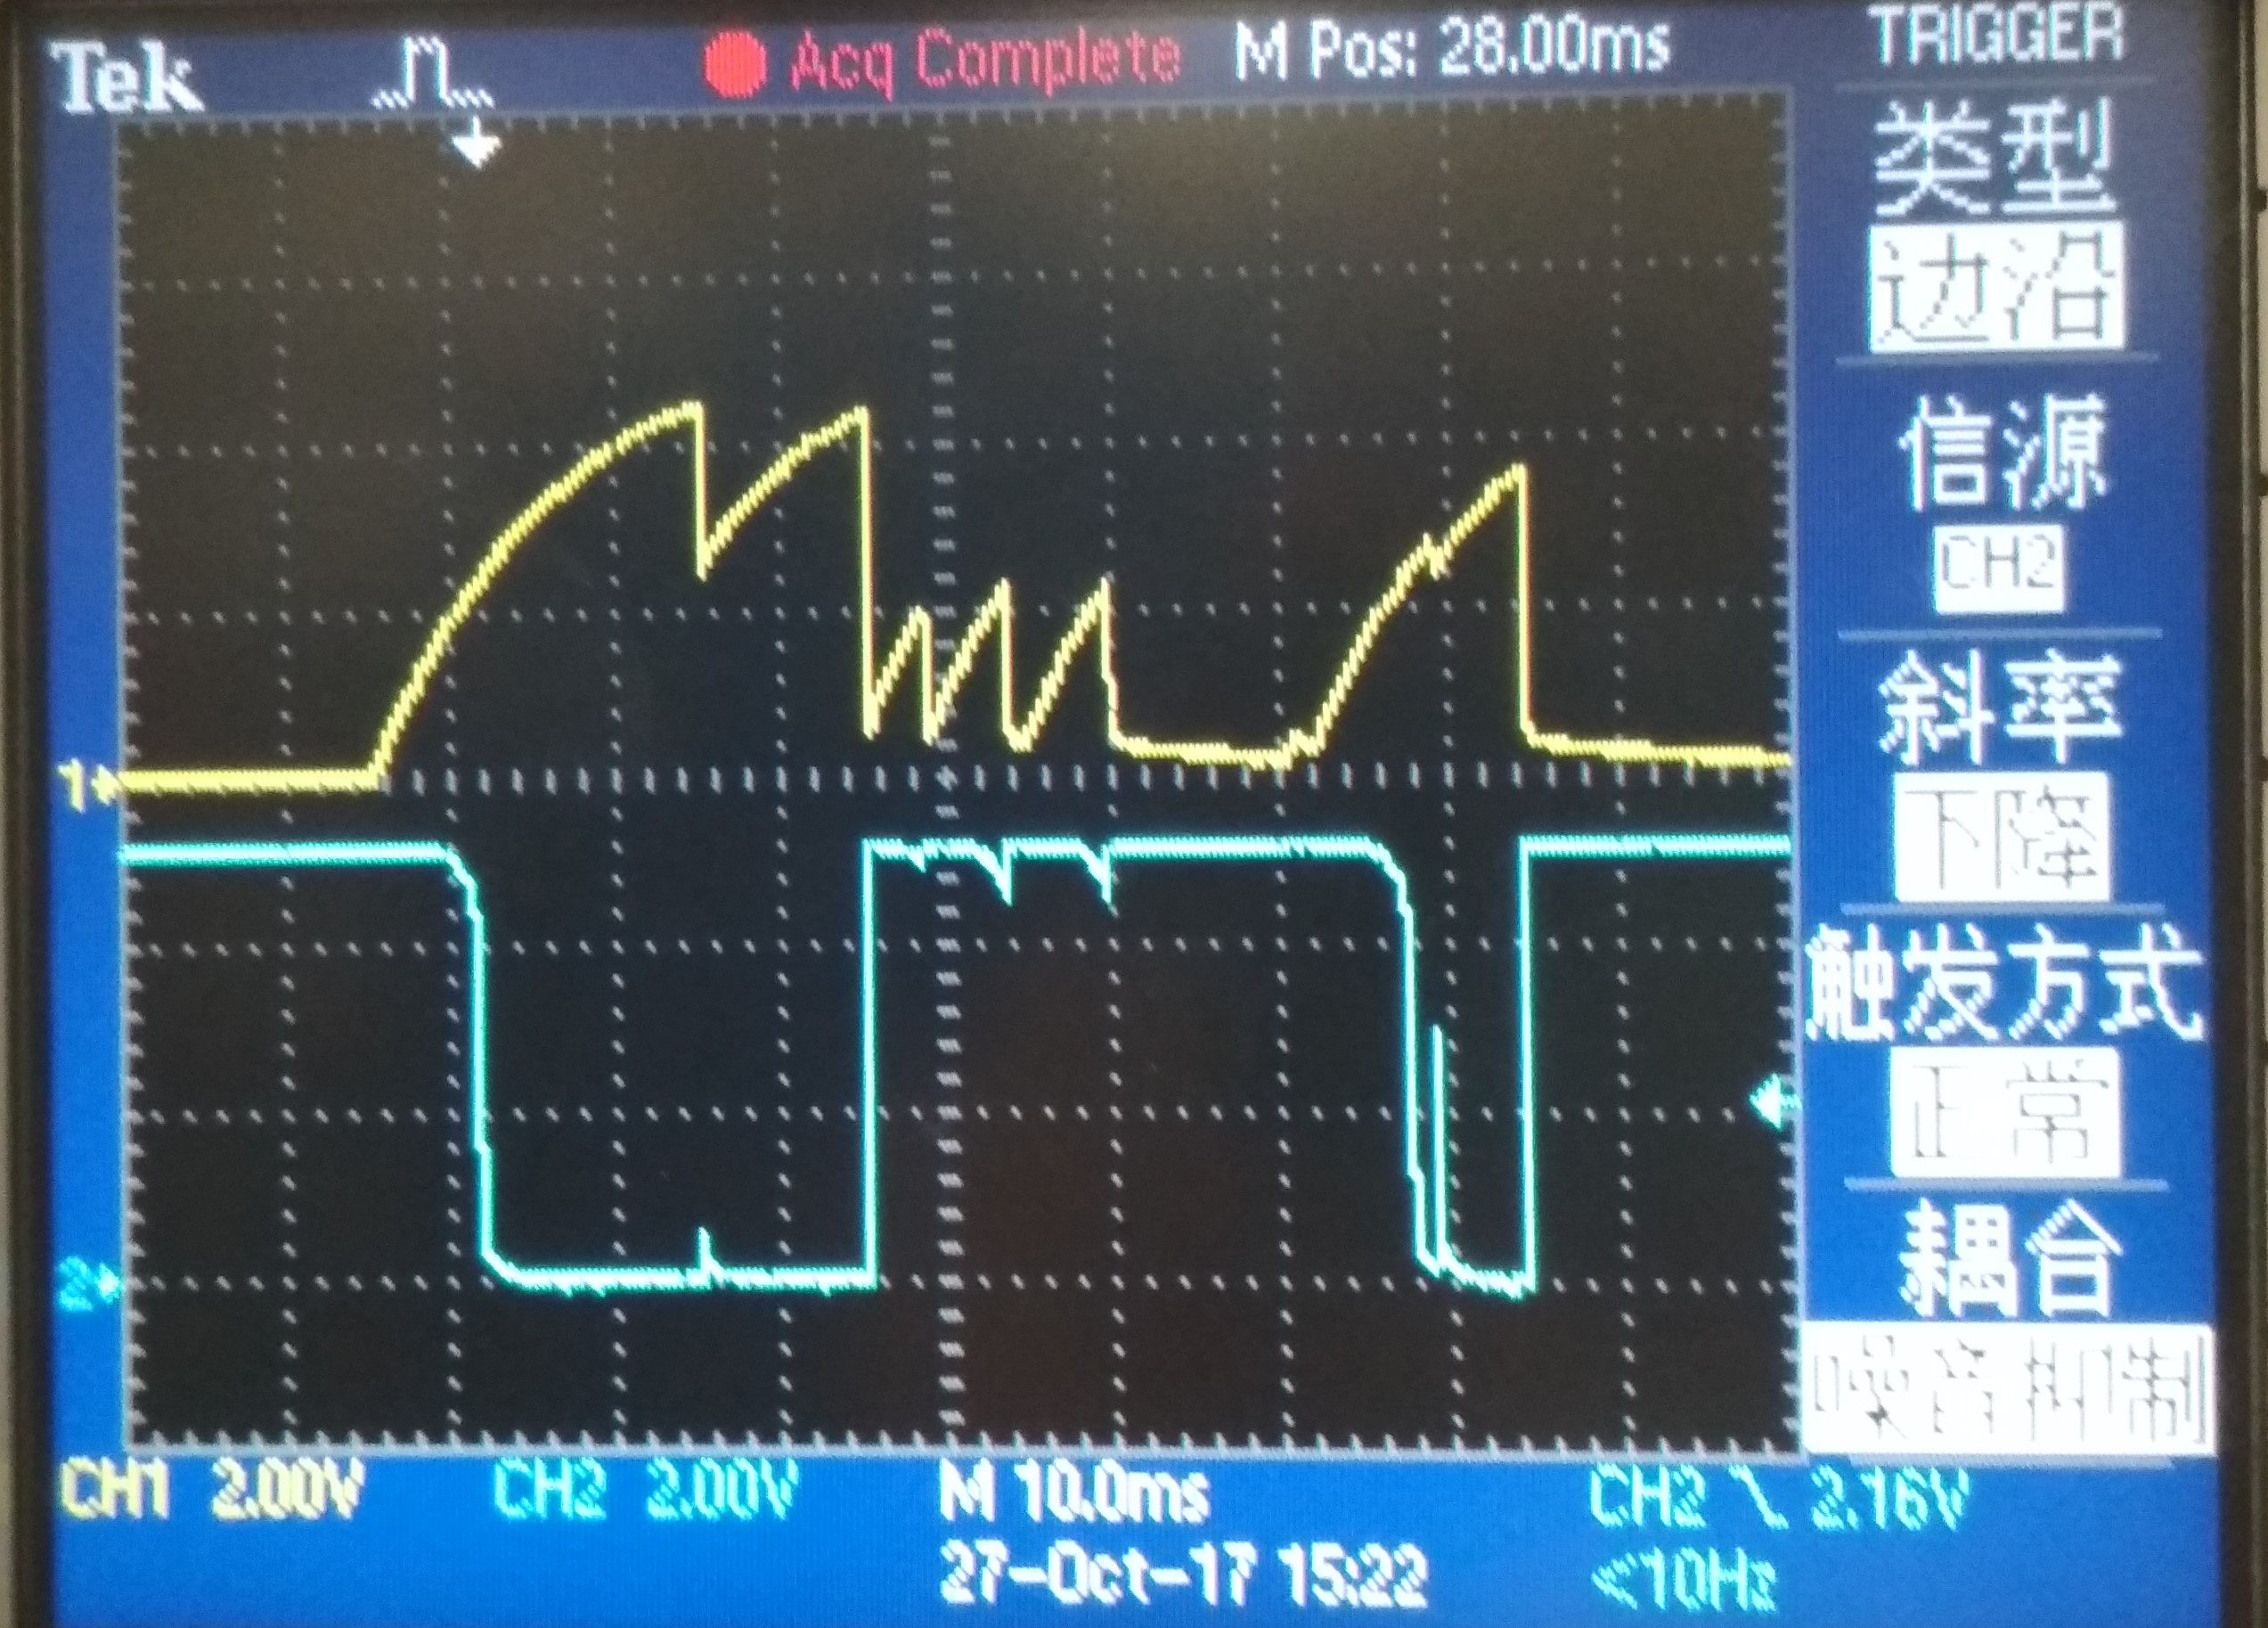 Tek Acq Complete M Pos: 28.00ms TRIGGER
类型
边沿
信源
CH2
斜率
下降
触发方式
正常
耦合
噪音抑制
1
2
CH1 2.00V CH2 2.00V M 10.0ms CH2 2.16V
27-Oct-17 15:22 <10Hz